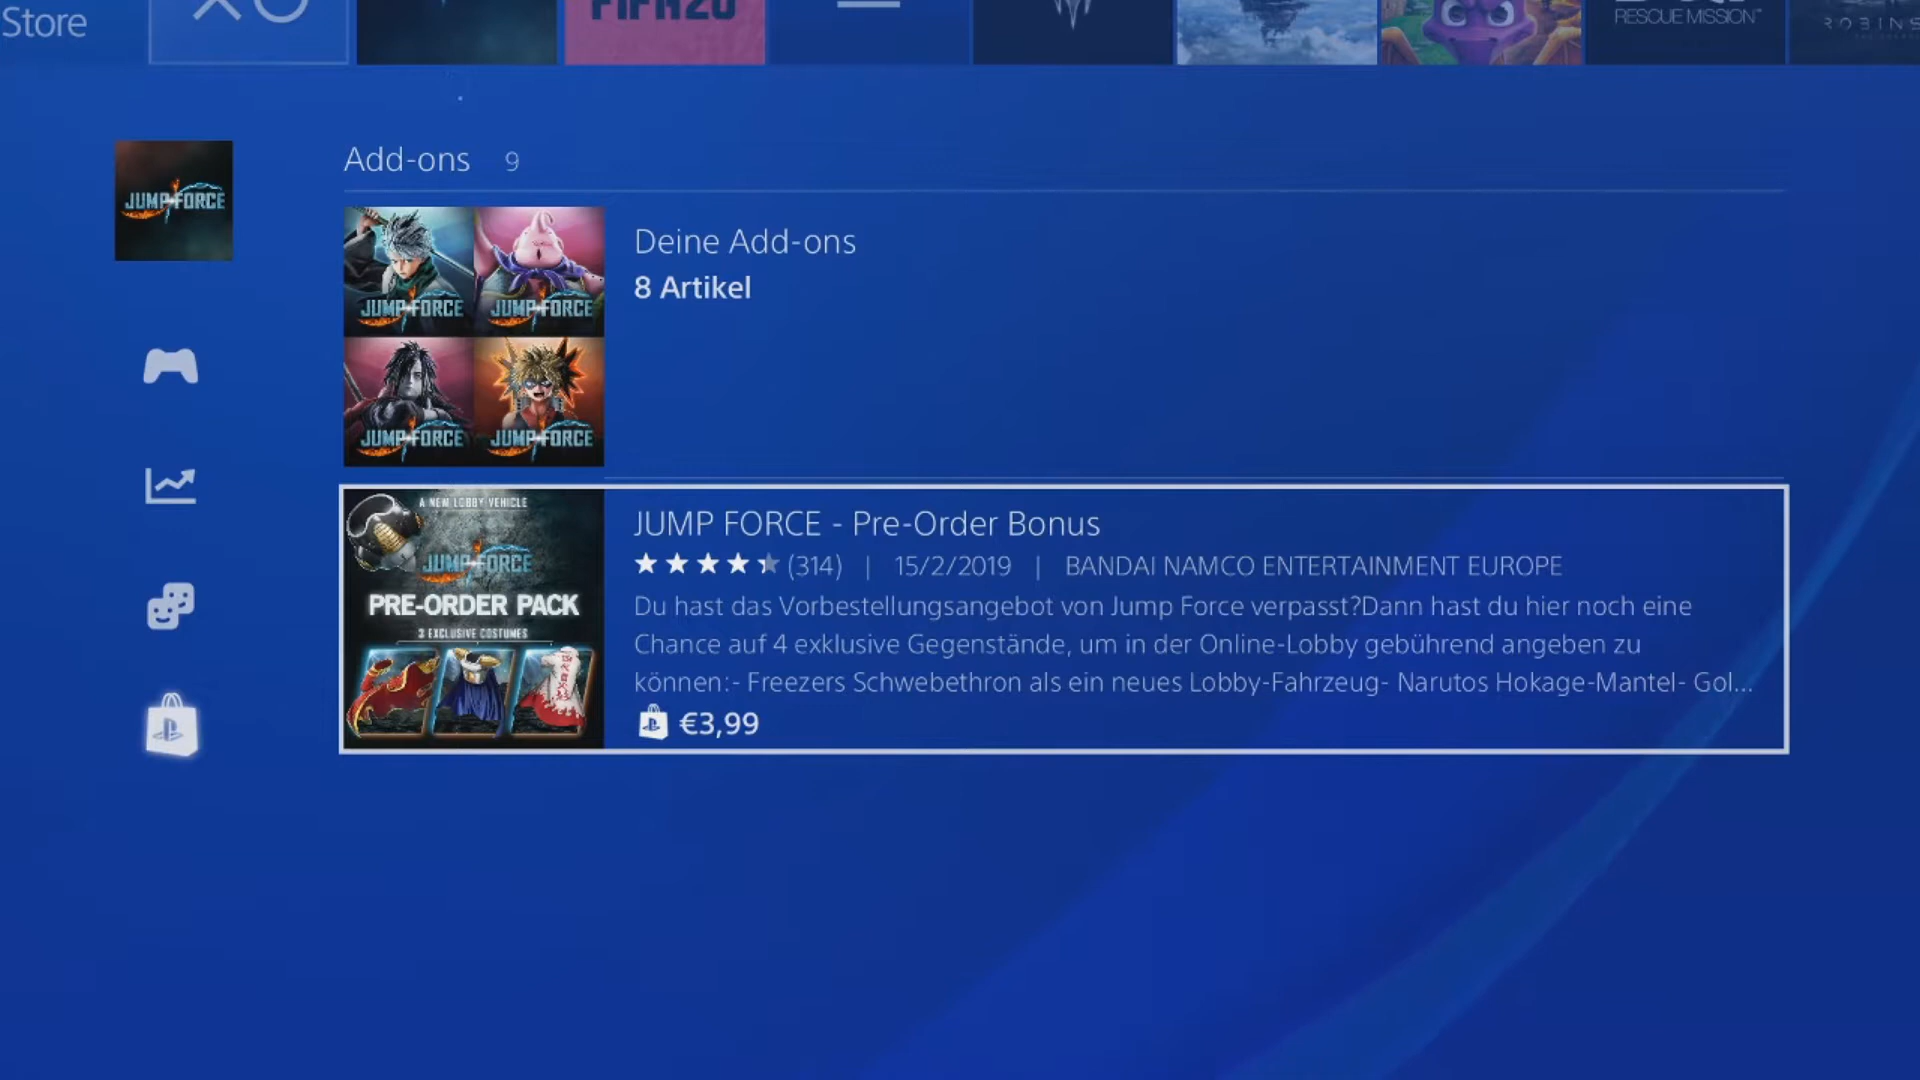 Store
FIFA20
RESCUE MISSION™
ROBINS
JUMP FORCE
Add-ons 9
JUMP FORCE JUMP FORCE
JUMP FORCE JUMP FORCE
Deine Add-ons
8 Artikel
A NEW LOBBY VEHICLE
JUMP FORCE
PRE-ORDER PACK
3 EXCLUSIVE COSTUMES
JUMP FORCE - Pre-Order Bonus
(314) | 15/2/2019 | BANDAI NAMCO ENTERTAINMENT EUROPE
Du hast das Vorbestellungsangebot von Jump Force verpasst?Dann hast du hier noch eine
Chance auf 4 exklusive Gegenstände, um in der Online-Lobby gebührend angeben zu
können:- Freezers Schwebethron als ein neues Lobby-Fahrzeug- Narutos Hokage-Mantel- Gol...
€3,99